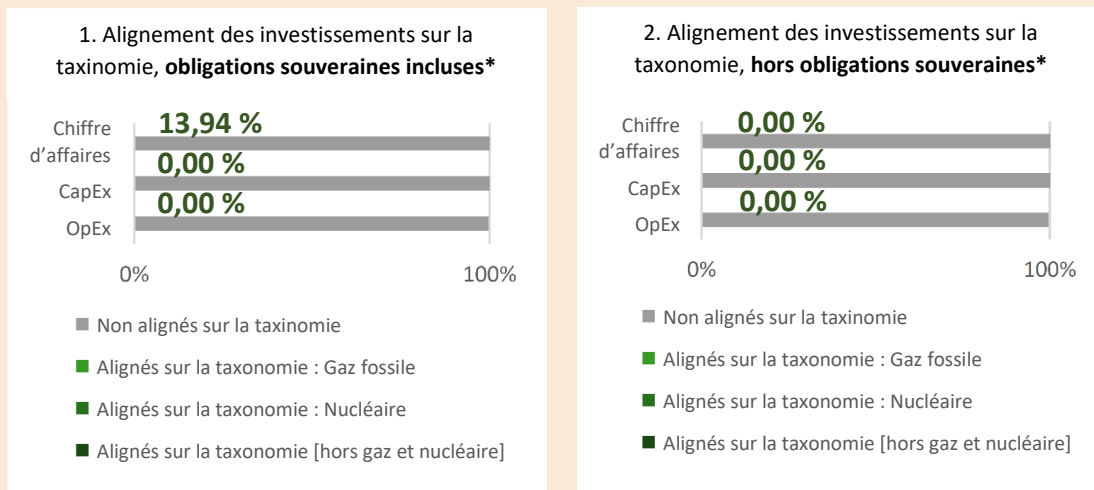 1. Alignement des investissements sur la
taxinomie, obligations souveraines incluses*
Chiffre
d’affaires
13,94 %
CapEx
0,00 %
OpEx
0,00 %
0%
100%
Non alignés sur la taxinomie
Alignés sur la taxonomie : Gaz fossile
Alignés sur la taxonomie : Nucléaire
Alignés sur la taxonomie [hors gaz et nucléaire]
2. Alignement des investissements sur la
taxonomie, hors obligations souveraines*
Chiffre
d’affaires
0,00 %
CapEx
0,00 %
OpEx
0,00 %
0%
100%
Non alignés sur la taxinomie
Alignés sur la taxonomie : Gaz fossile
Alignés sur la taxonomie : Nucléaire
Alignés sur la taxonomie [hors gaz et nucléaire]